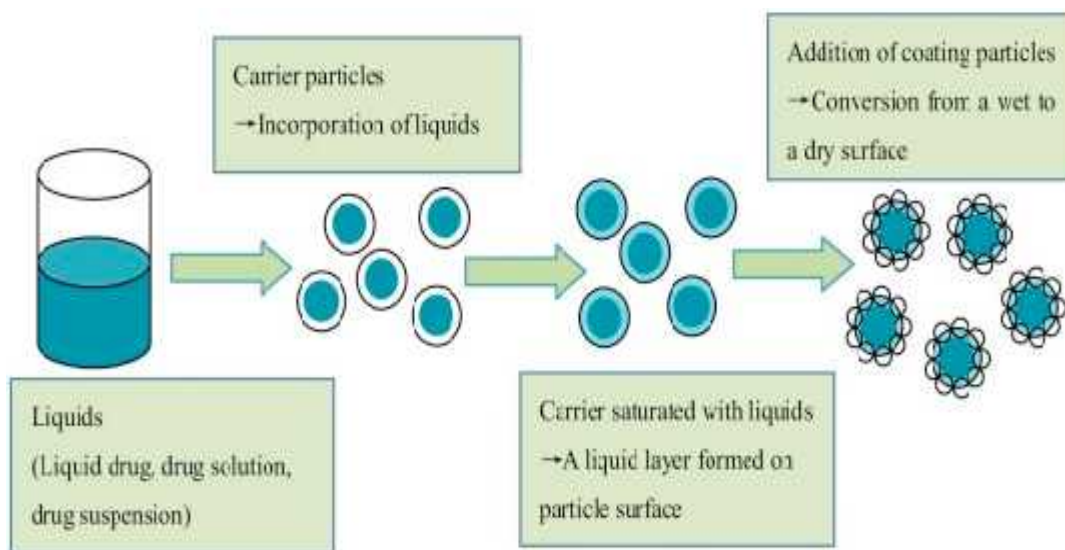 Liquids
(Liquid drug, drug solution,
drug suspension)
Carrier particles
→Incorporation of liquids
Carrier saturated with liquids
→A liquid layer formed on
particle surface
Addition of coating particles
→Conversion from a wet to
a dry surface